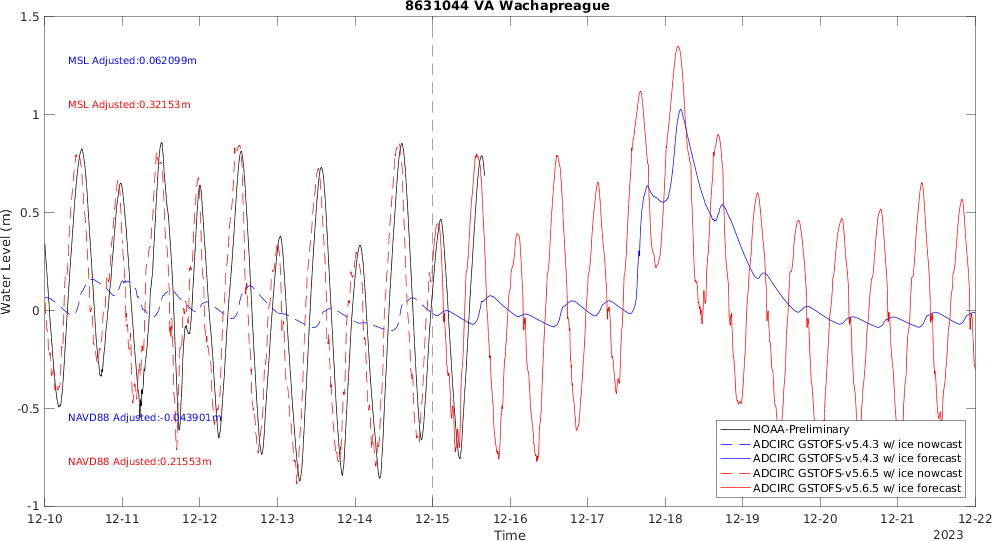 8631044 VA Wachapreague
1.5
1
0.5
0
-0.5
-1
Water Level (m)
MSL Adjusted:0.062099m
MSL Adjusted:0.32153m
NAVD88 Adjusted:-0.043901m
NAVD88 Adjusted:0.21553m
NOAA-Preliminary
ADCIRC GSTOFS-v5.4.3 w/ ice nowcast
ADCIRC GSTOFS-v5.4.3 w/ ice forecast
ADCIRC GSTOFS-v5.6.5 w/ ice nowcast
ADCIRC GSTOFS-v5.6.5 w/ ice forecast
12-10 12-11 12-12 12-13 12-14 12-15 12-16 12-17 12-18 12-19 12-20 12-21 12-22
Time
2023